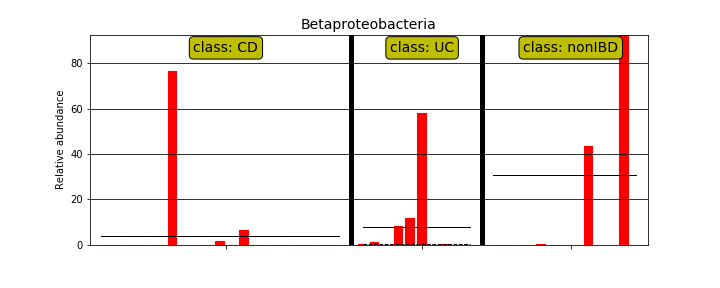 Betaproteobacteria
class: CD
class: UC
class: nonIBD
Relative abundance
80
60
40
20
0